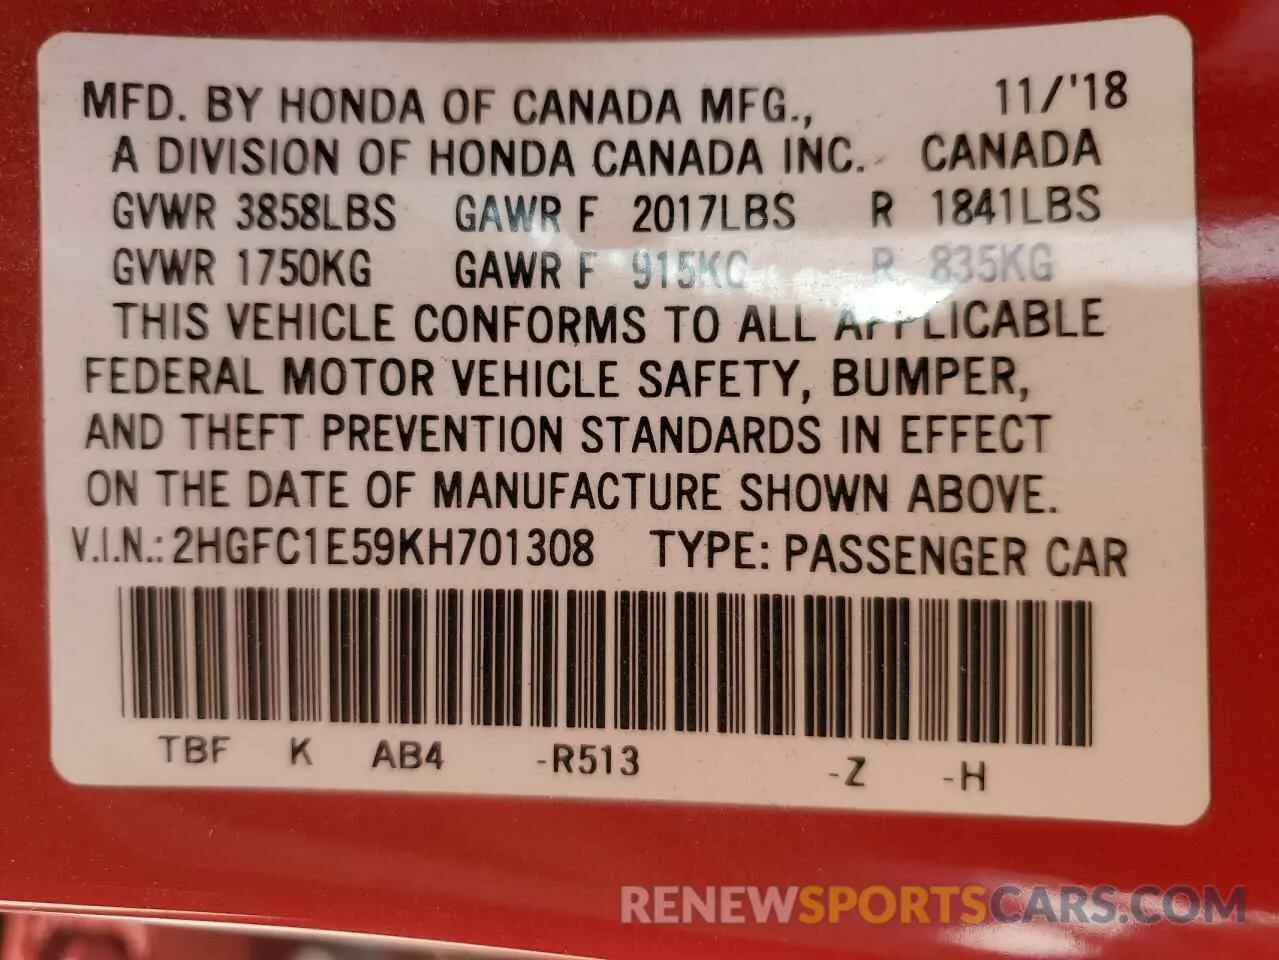 MFD. BY HONDA OF CANADA MFG., 11/'18
A DIVISION OF HONDA CANADA INC. CANADA
GVWR 3858LBS GAWR F 2017LBS R 1841LBS
GVWR 1750KG GAWR F 915KG R 835KG
THIS VEHICLE CONFORMS TO ALL APPLICABLE
FEDERAL MOTOR VEHICLE SAFETY, BUMPER,
AND THEFT PREVENTION STANDARDS IN EFFECT
ON THE DATE OF MANUFACTURE SHOWN ABOVE.
V.I.N.: 2HGFC1E59KH701308 TYPE: PASSENGER CAR
TBF K AB4 -R513 -Z -H
RENEWSPORTSCARS.COM